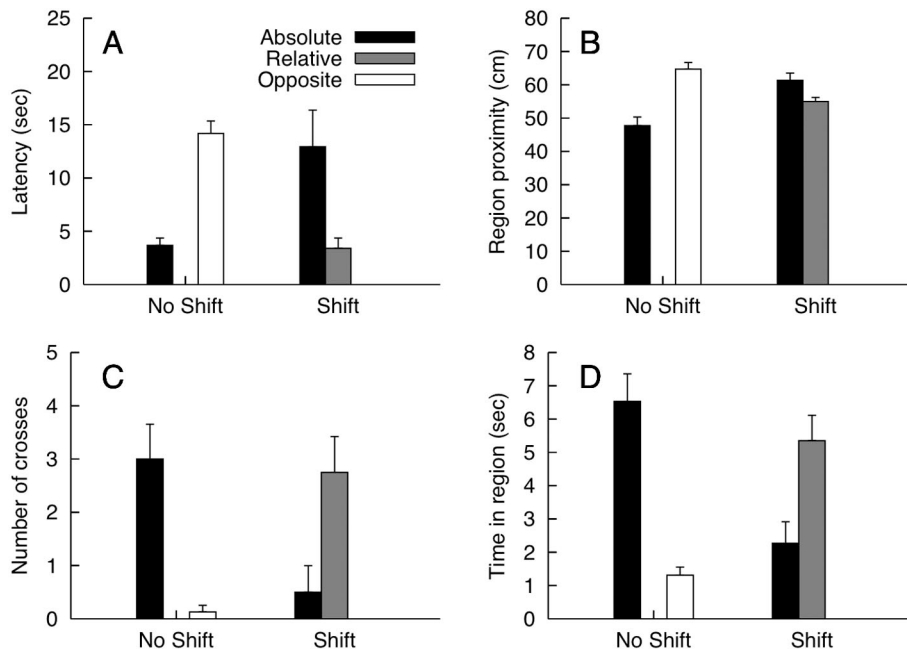 A
Absolute
Relative
Opposite
Latency (sec)
25
20
15
10
5
0
No Shift
Shift
B
Region proximity (cm)
80
70
60
50
40
30
20
10
0
No Shift
Shift
C
Number of crosses
5
4
3
2
1
0
No Shift
Shift
D
Time in region (sec)
8
7
6
5
4
3
2
1
0
No Shift
Shift